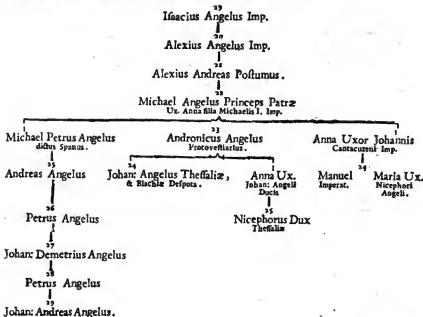 19
Isaacius Angelus Imp.
20
Alexius Angelus Imp.
21
Alexius Andreas Postumus.
22
Michael Angelus Princeps Patræ
Ux. Anna filia Michaelis I. Imp.
23
Michael Petrus Angelus Andronicus Angelus Anna Uxor Johannis
dictus Spanus. Protovestiarius. Cantacuzeni Imp.
25 24 24
Andreas Angelus Johan: Angelus Thessaliæ, Anna Ux. Manuel Maria Ux.
& Blachiæ Despota. Johan: Angeli Imperat. Nicephori
Ducis Angeli.
26 25
Petrus Angelus Nicephorus Dux
Thessaliæ
27
Johan: Demetrius Angelus
28
Petrus Angelus
29
Johan: Andreas Angelus.